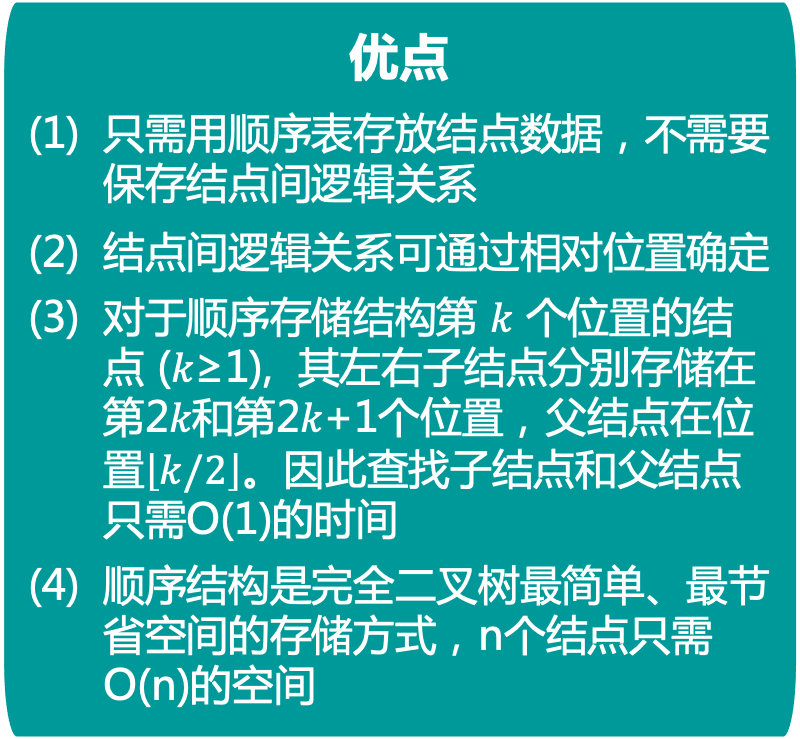 优点
(1) 只需用顺序表存放结点数据，不需要
保存结点间逻辑关系
(2) 结点间逻辑关系可通过相对位置确定
(3) 对于顺序存储结构第 k 个位置的结
点 (k≥1), 其左右子结点分别存储在
第2k和第2k+1个位置，父结点在位
置⌊k/2⌋。因此查找子结点和父结点
只需O(1)的时间
(4) 顺序结构是完全二叉树最简单、最节
省空间的存储方式，n个结点只需
O(n)的空间